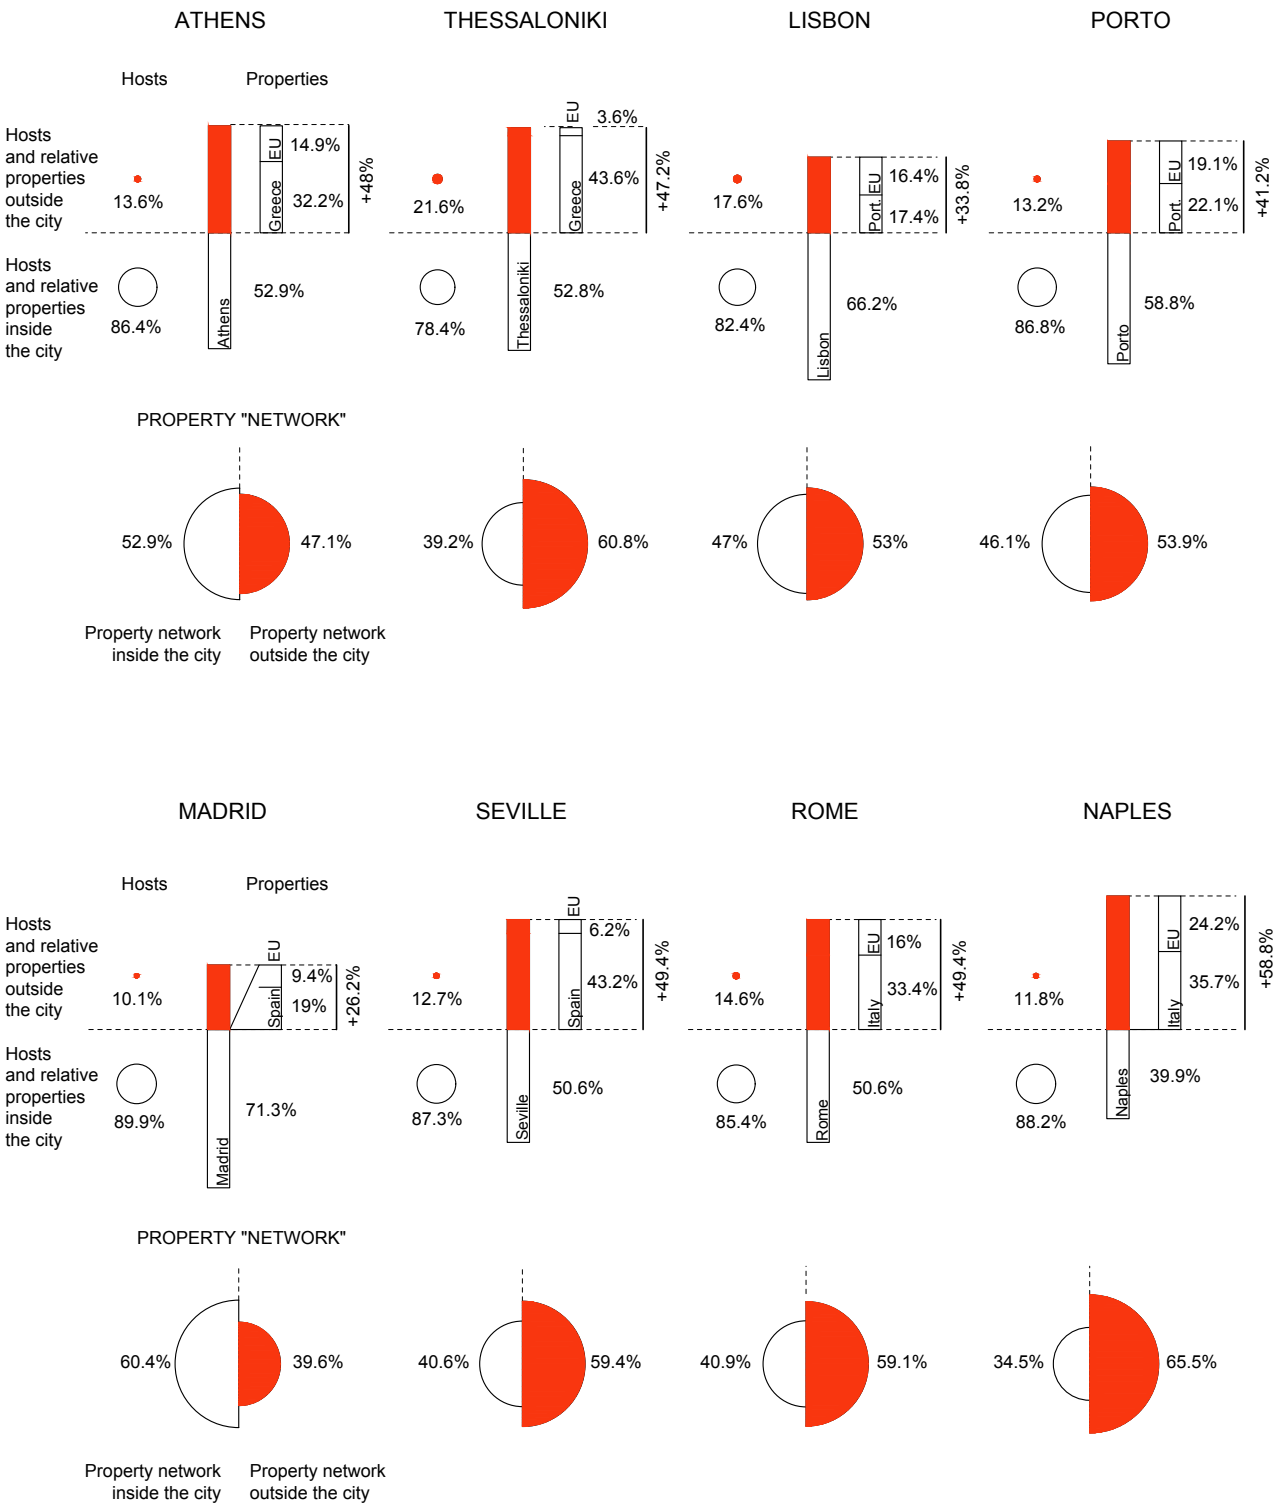 ATHENS
THESSALONIKI
LISBON
PORTO
Hosts
Properties
Hosts
and relative
properties
outside
the city
13.6%
EU
14.9%
Greece
32.2%
+48%
21.6%
EU
3.6%
Greece
43.6%
+47.2%
17.6%
EU
16.4%
Port.
17.4%
+33.8%
13.2%
EU
19.1%
Port.
22.1%
+41.2%
Hosts
and relative
properties
inside
the city
86.4%
Athens
52.9%
78.4%
Thessaloniki
52.8%
82.4%
Lisbon
66.2%
86.8%
Porto
58.8%
PROPERTY "NETWORK"
52.9%
47.1%
39.2%
60.8%
47%
53%
46.1%
53.9%
Property network
inside the city
Property network
outside the city
MADRID
SEVILLE
ROME
NAPLES
Hosts
Properties
Hosts
and relative
properties
outside
the city
10.1%
EU
9.4%
Spain
19%
+26.2%
12.7%
EU
6.2%
Spain
43.2%
+49.4%
14.6%
EU
16%
Italy
33.4%
+49.4%
11.8%
EU
24.2%
Italy
35.7%
+58.8%
Hosts
and relative
properties
inside
the city
89.9%
Madrid
71.3%
87.3%
Seville
50.6%
85.4%
Rome
50.6%
88.2%
Naples
39.9%
PROPERTY "NETWORK"
60.4%
39.6%
40.6%
59.4%
40.9%
59.1%
34.5%
65.5%
Property network
inside the city
Property network
outside the city